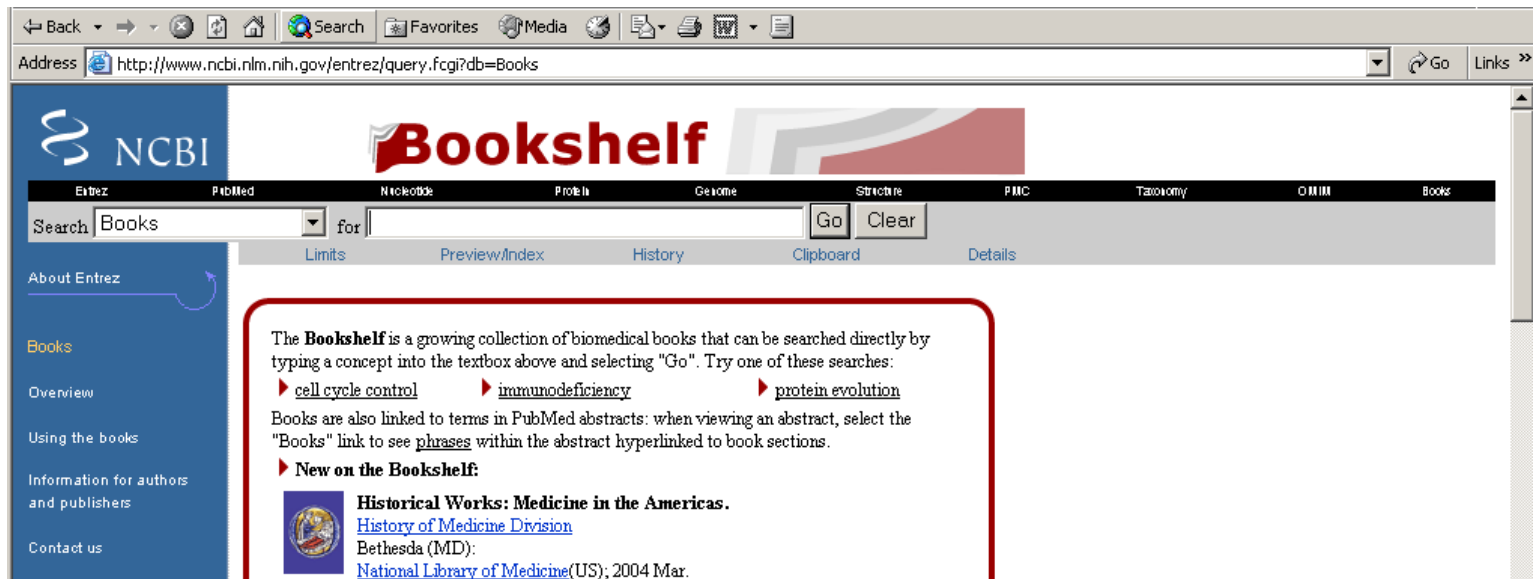 Back Search Favorites Media
Address http://www.ncbi.nlm.nih.gov/entrez/query.fcgi?db=Books Go Links »
NCBI Bookshelf
Entrez PubMed Nucleotide Protein Genome Structure PMC Taxonomy OMIM Books
Search Books for Go Clear
Limits Preview/Index History Clipboard Details
About Entrez
Books
Overview
Using the books
Information for authors
and publishers
Contact us
The Bookshelf is a growing collection of biomedical books that can be searched directly by
typing a concept into the textbox above and selecting "Go". Try one of these searches:
cell cycle control immunodeficiency protein evolution
Books are also linked to terms in PubMed abstracts: when viewing an abstract, select the
"Books" link to see phrases within the abstract hyperlinked to book sections.
New on the Bookshelf:
Historical Works: Medicine in the Americas.
History of Medicine Division
Bethesda (MD):
National Library of Medicine(US); 2004 Mar.